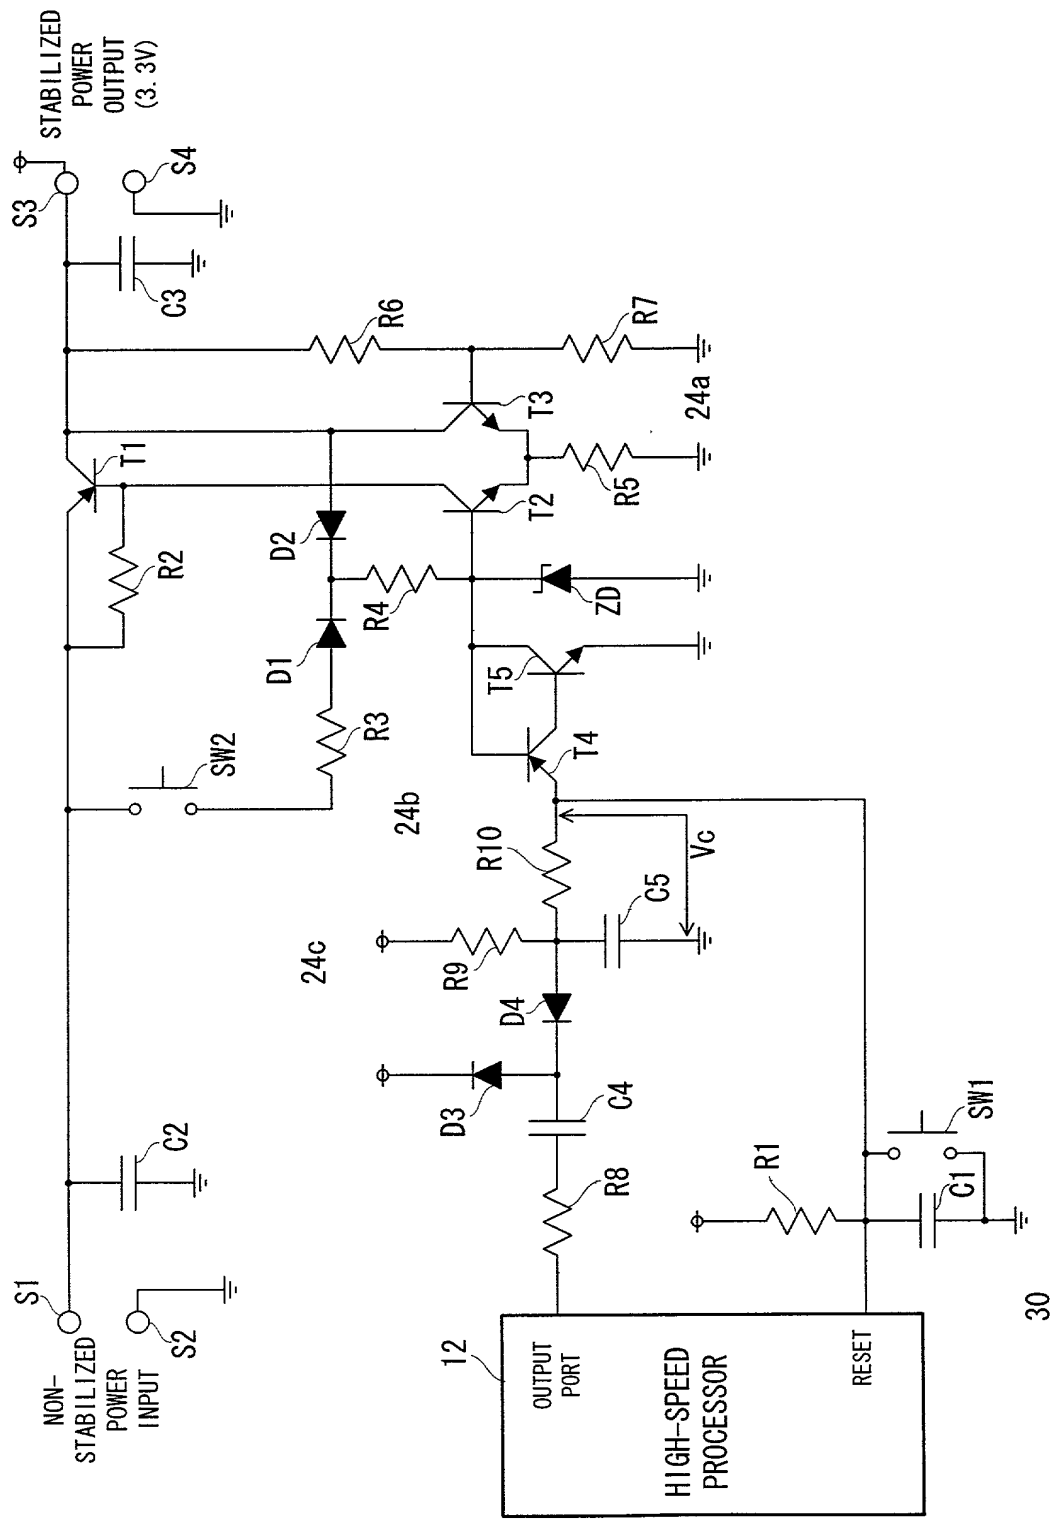 NON-
STABILIZED
POWER
INPUT
S1
S2
C2
SW2
R2
T1
C3
S3
S4
STABILIZED
POWER
OUTPUT
(3.3V)
D1
D2
R3
R4
R6
24c
24b
D3
D4
R9
R10
T5
T4
T2
T3
ZD
R5
R7
24a
C4
C5
Vc
R8
12
OUTPUT
PORT
HIGH-SPEED
PROCESSOR
RESET
R1
C1
SW1
30